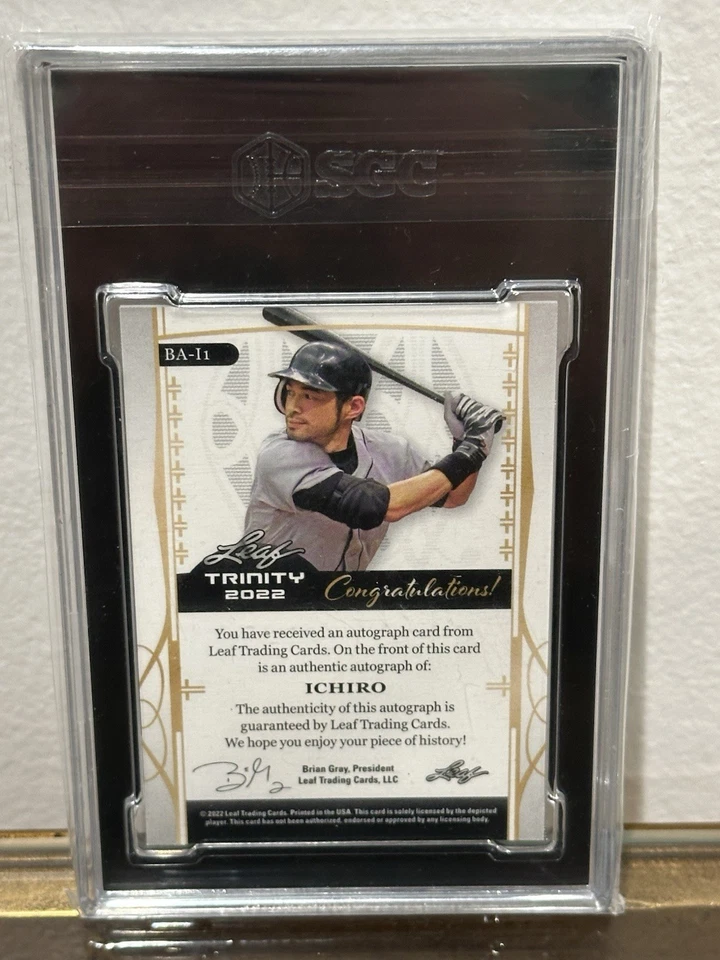 SGC
BA-I1
Leaf
TRINITY
2022
Congratulations!
You have received an autograph card from
Leaf Trading Cards. On the front of this card
is an authentic autograph of:
ICHIRO
The authenticity of this autograph is
guaranteed by Leaf Trading Cards.
We hope you enjoy your piece of history!
Brian Gray, President
Leaf Trading Cards, LLC
Leaf
© 2022 Leaf Trading Cards. Printed in the USA. This card is solely licensed by the depicted
player. This card has not been authorized, endorsed or approved by any licensing body.